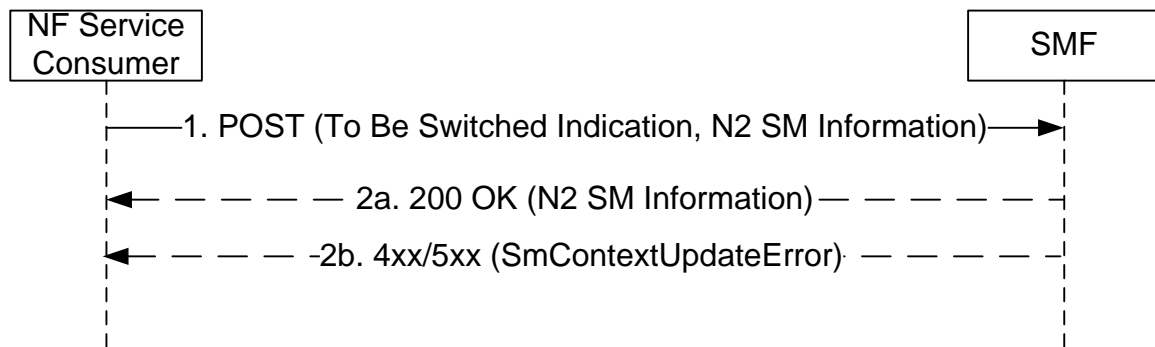 NF Service
Consumer
SMF
1. POST (To Be Switched Indication, N2 SM Information)
2a. 200 OK (N2 SM Information)
2b. 4xx/5xx (SmContextUpdateError)